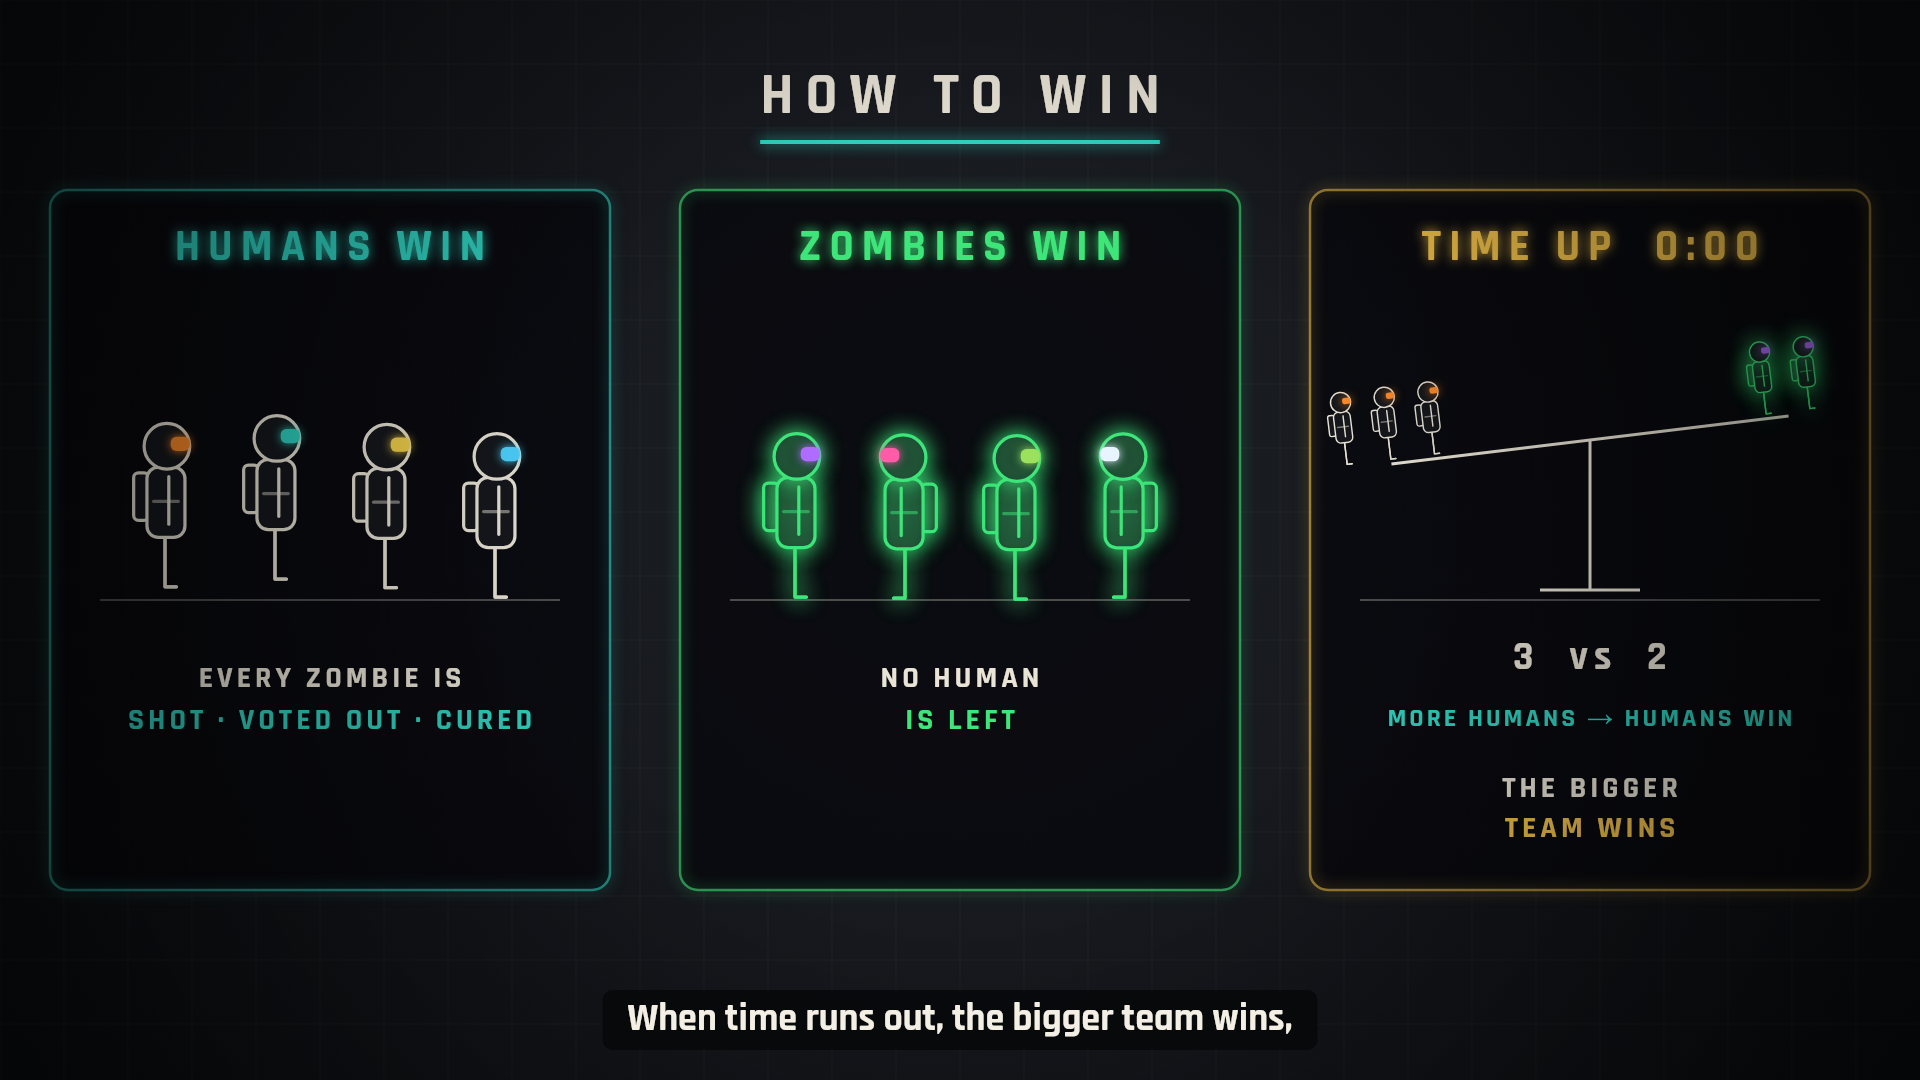 HOW TO WIN
HUMANS WIN
EVERY ZOMBIE IS
SHOT · VOTED OUT · CURED
ZOMBIES WIN
NO HUMAN
IS LEFT
TIME UP 0:00
3 vs 2
MORE HUMANS → HUMANS WIN
THE BIGGER
TEAM WINS
When time runs out, the bigger team wins,